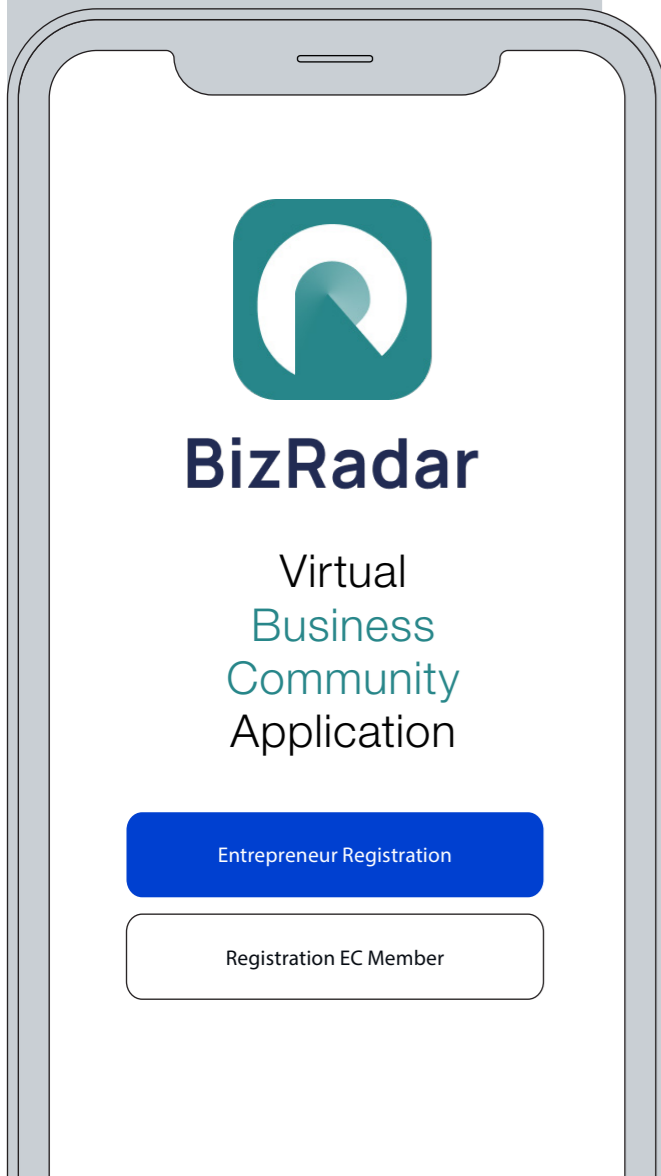 BizRadar
Virtual
Business
Community
Application
Entrepreneur Registration
Registration EC Member